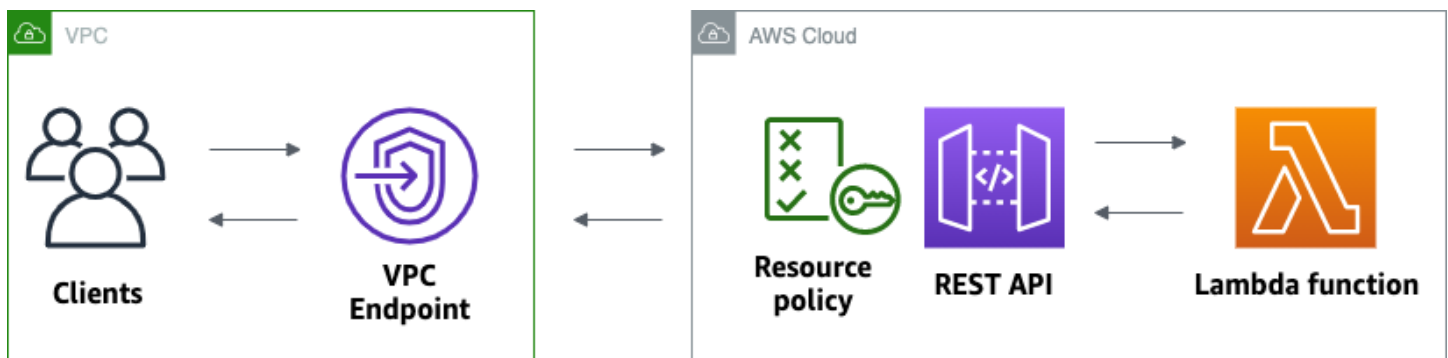 VPC
AWS Cloud
Clients
VPC
Endpoint
Resource
policy
</>
REST API
Lambda function